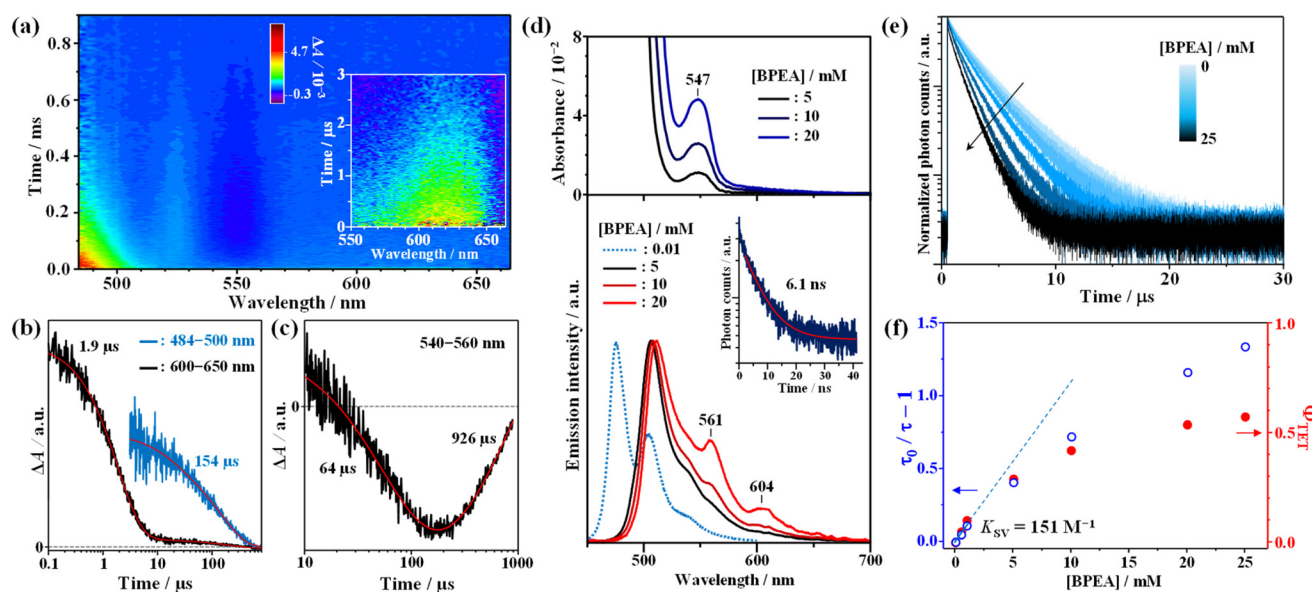 (a)
0.8
0.6
0.4
0.2
0.0
Time / ms
500
550
600
650
Wavelength / nm
4.7
-0.3
ΔA / 10⁻³
3
2
1
0
Time / μs
550
600
650
Wavelength / nm
(b)
1.9 μs
: 484−500 nm
: 600−650 nm
154 μs
ΔA / a.u.
0
0.1
1
10
100
Time / μs
(c)
540−560 nm
0
ΔA / a.u.
64 μs
926 μs
10
100
1000
Time / μs
(d)
8
4
0
Absorbance / 10⁻²
547
[BPEA] / mM
: 5
: 10
: 20
[BPEA] / mM
: 0.01
: 5
: 10
: 20
Photon counts / a.u.
6.1 ns
0
10
20
30
40
Time / ns
561
604
Emission intensity / a.u.
500
600
700
Wavelength / nm
(e)
[BPEA] / mM
0
25
Normalized photon counts / a.u.
0
10
20
30
Time / μs
(f)
1.5
1.0
0.5
0.0
τ₀ / τ − 1
K_SV = 151 M⁻¹
1.0
0.5
0
Φ_TET
0
5
10
15
20
25
[BPEA] / mM